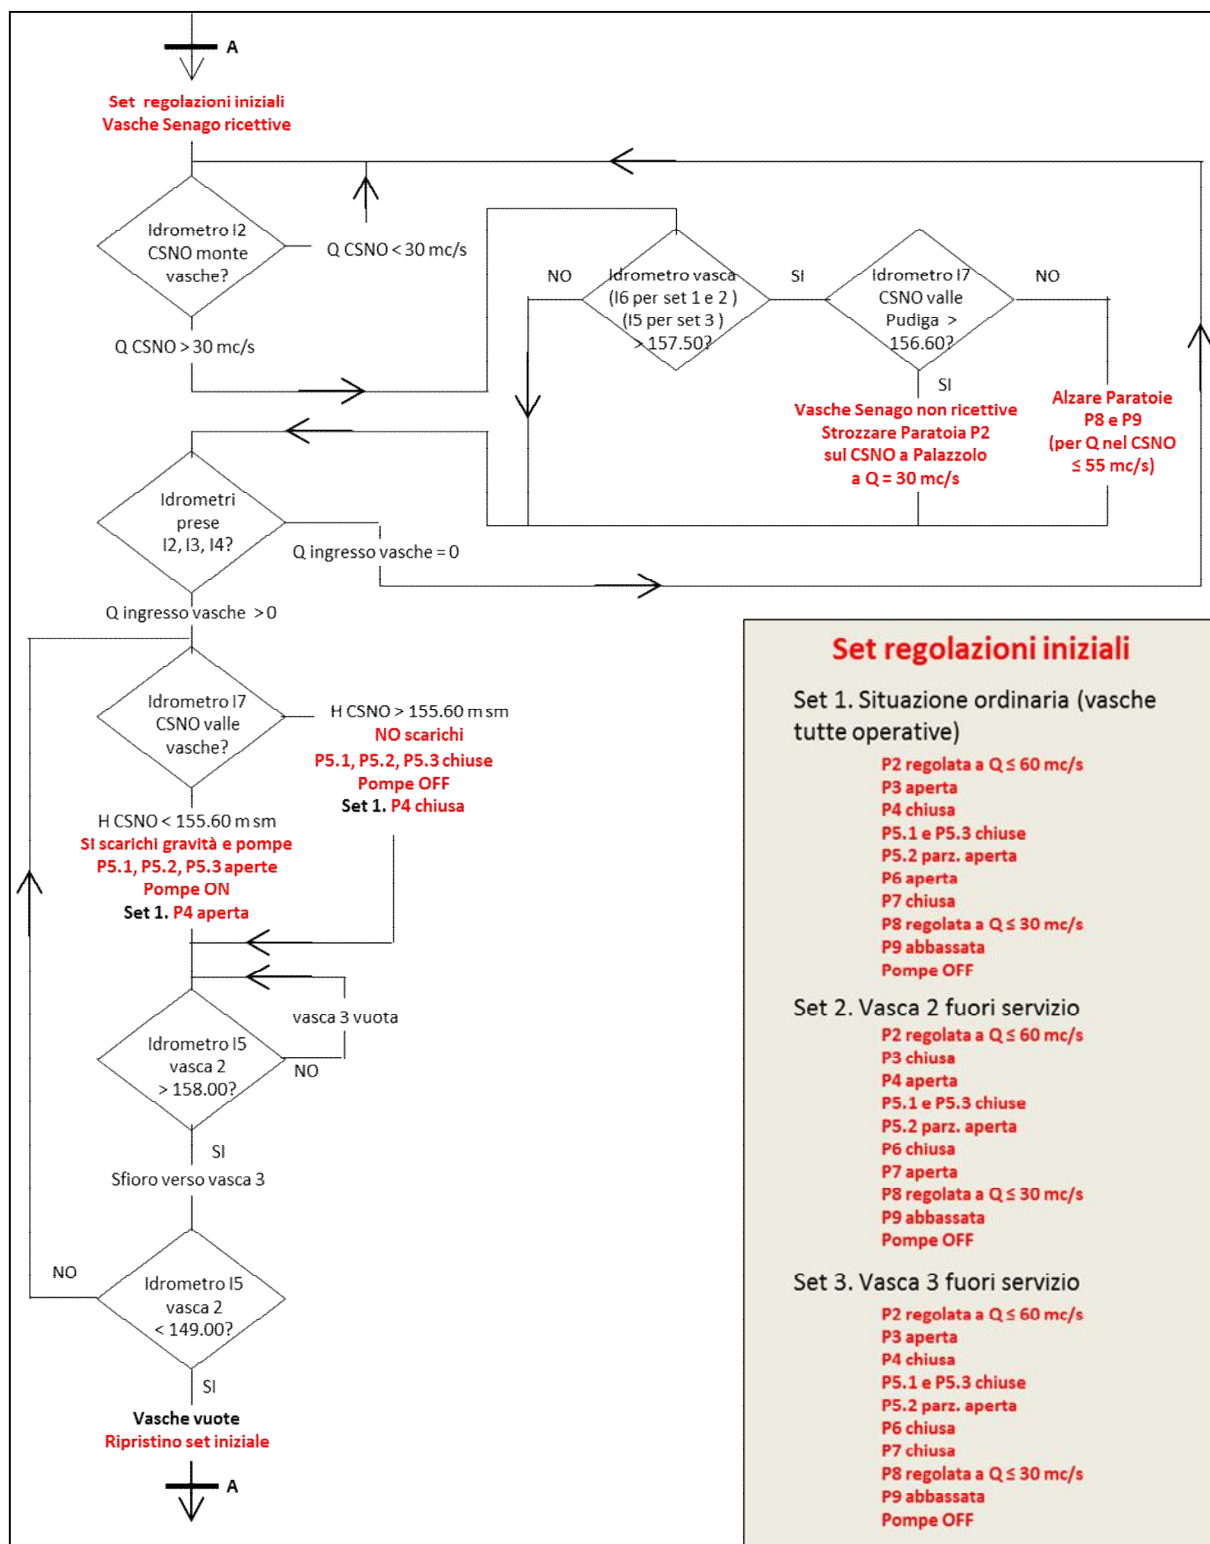 A
Set regolazioni iniziali
Vasche Senago ricettive
Idrometro I2
CSNO monte
vasche?
Q CSNO < 30 mc/s
Q CSNO > 30 mc/s
NO
Idrometro vasca
(I6 per set 1 e 2 )
(I5 per set 3 )
> 157.50?
SI
Idrometro I7
CSNO valle
Pudiga >
156.60?
NO
SI
Vasche Senago non ricettive
Strozzare Paratoia P2
sul CSNO a Palazzolo
a Q = 30 mc/s
Alzare Paratoie
P8 e P9
(per Q nel CSNO
≤ 55 mc/s)
Idrometri
prese
I2, I3, I4?
Q ingresso vasche = 0
Q ingresso vasche > 0
Idrometro I7
CSNO valle
vasche?
H CSNO > 155.60 m sm
NO scarichi
P5.1, P5.2, P5.3 chiuse
Pompe OFF
Set 1. P4 chiusa
H CSNO < 155.60 m sm
SI scarichi gravità e pompe
P5.1, P5.2, P5.3 aperte
Pompe ON
Set 1. P4 aperta
vasca 3 vuota
Idrometro I5
vasca 2
> 158.00?
NO
SI
Sfioro verso vasca 3
NO
Idrometro I5
vasca 2
< 149.00?
SI
Vasche vuote
Ripristino set iniziale
A
Set regolazioni iniziali
Set 1. Situazione ordinaria (vasche
tutte operative)
P2 regolata a Q ≤ 60 mc/s
P3 aperta
P4 chiusa
P5.1 e P5.3 chiuse
P5.2 parz. aperta
P6 aperta
P7 chiusa
P8 regolata a Q ≤ 30 mc/s
P9 abbassata
Pompe OFF
Set 2. Vasca 2 fuori servizio
P2 regolata a Q ≤ 60 mc/s
P3 chiusa
P4 aperta
P5.1 e P5.3 chiuse
P5.2 parz. aperta
P6 chiusa
P7 aperta
P8 regolata a Q ≤ 30 mc/s
P9 abbassata
Pompe OFF
Set 3. Vasca 3 fuori servizio
P2 regolata a Q ≤ 60 mc/s
P3 aperta
P4 chiusa
P5.1 e P5.3 chiuse
P5.2 parz. aperta
P6 chiusa
P7 chiusa
P8 regolata a Q ≤ 30 mc/s
P9 abbassata
Pompe OFF